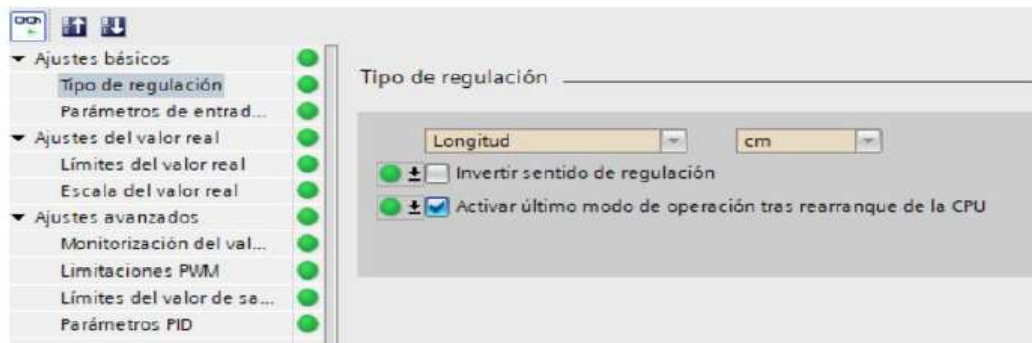 Ajustes básicos
Tipo de regulación
Parámetros de entrad...
Ajustes del valor real
Límites del valor real
Escala del valor real
Ajustes avanzados
Monitorización del val...
Limitaciones PWM
Límites del valor de sa...
Parámetros PID
Tipo de regulación
Longitud cm
Invertir sentido de regulación
Activar último modo de operación tras rearranque de la CPU